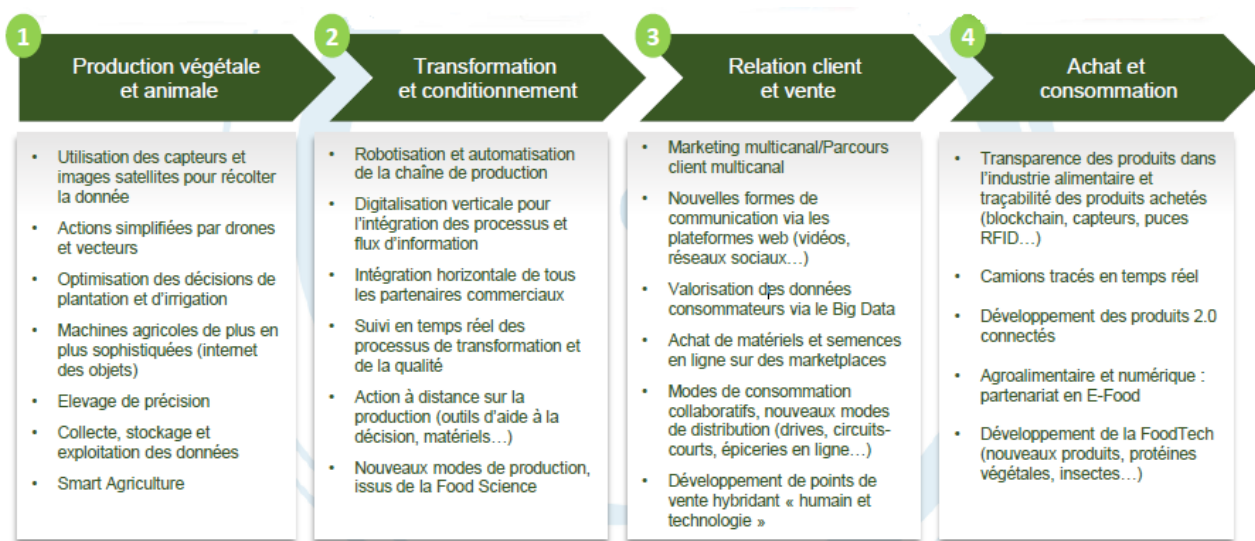 1
Production végétale
et animale
• Utilisation des capteurs et
images satellites pour récolter
la donnée
• Actions simplifiées par drones
et vecteurs
• Optimisation des décisions de
plantation et d'irrigation
• Machines agricoles de plus en
plus sophistiquées (internet
des objets)
• Elevage de précision
• Collecte, stockage et
exploitation des données
• Smart Agriculture
2
Transformation
et conditionnement
• Robotisation et automatisation
de la chaîne de production
• Digitalisation verticale pour
l'intégration des processus et
flux d'information
• Intégration horizontale de tous
les partenaires commerciaux
• Suivi en temps réel des
processus de transformation et
de la qualité
• Action à distance sur la
production (outils d'aide à la
décision, matériels…)
• Nouveaux modes de production,
issus de la Food Science
3
Relation client
et vente
• Marketing multicanal/Parcours
client multicanal
• Nouvelles formes de
communication via les
plateformes web (vidéos,
réseaux sociaux…)
• Valorisation des données
consommateurs via le Big Data
• Achat de matériels et semences
en ligne sur des marketplaces
• Modes de consommation
collaboratifs, nouveaux modes
de distribution (drives, circuits-
courts, épiceries en ligne…)
• Développement de points de
vente hybridant « humain et
technologie »
4
Achat et
consommation
• Transparence des produits dans
l'industrie alimentaire et
traçabilité des produits achetés
(blockchain, capteurs, puces
RFID…)
• Camions tracés en temps réel
• Développement des produits 2.0
connectés
• Agroalimentaire et numérique :
partenariat en E-Food
• Développement de la FoodTech
(nouveaux produits, protéines
végétales, insectes…)